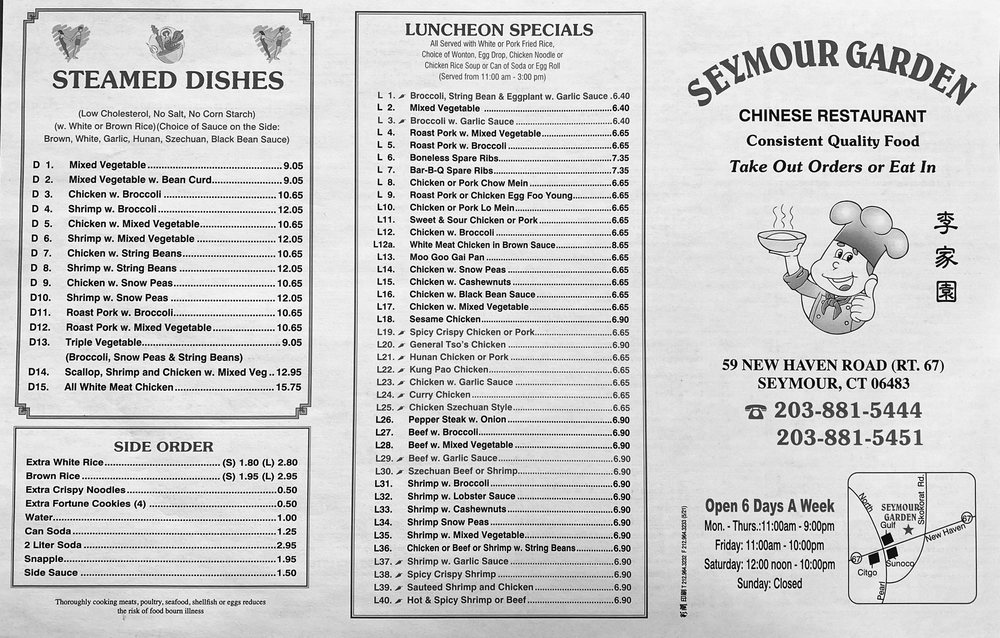 STEAMED DISHES
(Low Cholesterol, No Salt, No Corn Starch)
(w. White or Brown Rice)(Choice of Sauce on the Side:
Brown, White, Garlic, Hunan, Szechuan, Black Bean Sauce)
D 1. Mixed Vegetable 9.05
D 2. Mixed Vegetable w. Bean Curd 9.05
D 3. Chicken w. Broccoli 10.65
D 4. Shrimp w. Broccoli 12.05
D 5. Chicken w. Mixed Vegetable 10.65
D 6. Shrimp w. Mixed Vegetable 12.05
D 7. Chicken w. String Beans 10.65
D 8. Shrimp w. String Beans 12.05
D 9. Chicken w. Snow Peas 10.65
D10. Shrimp w. Snow Peas 12.05
D11. Roast Pork w. Broccoli 10.65
D12. Roast Pork w. Mixed Vegetable 10.65
D13. Triple Vegetable 9.05
(Broccoli, Snow Peas & String Beans)
D14. Scallop, Shrimp and Chicken w. Mixed Veg .. 12.95
D15. All White Meat Chicken 15.75
SIDE ORDER
Extra White Rice (S) 1.80 (L) 2.80
Brown Rice (S) 1.95 (L) 2.95
Extra Crispy Noodles 0.50
Extra Fortune Cookies (4) 0.50
Water 1.00
Can Soda 1.25
2 Liter Soda 2.95
Snapple 1.95
Side Sauce 1.50
Thoroughly cooking meats, poultry, seafood, shellfish or eggs reduces
the risk of food bourn illness
LUNCHEON SPECIALS
All Served with White or Pork Fried Rice,
Choice of Wonton, Egg Drop, Chicken Noodle or
Chicken Rice Soup or Can of Soda or Egg Roll
(Served from 11:00 am - 3:00 pm)
L 1. Broccoli, String Bean & Eggplant w. Garlic Sauce .6.40
L 2. Mixed Vegetable 6.40
L 3. Broccoli w. Garlic Sauce 6.40
L 4. Roast Pork w. Mixed Vegetable 6.65
L 5. Roast Pork w. Broccoli 6.65
L 6. Boneless Spare Ribs 7.35
L 7. Bar-B-Q Spare Ribs 7.35
L 8. Chicken or Pork Chow Mein 6.65
L 9. Roast Pork or Chicken Egg Foo Young 6.65
L10. Chicken or Pork Lo Mein 6.65
L11. Sweet & Sour Chicken or Pork 6.65
L12. Chicken w. Broccoli 6.65
L12a. White Meat Chicken in Brown Sauce 8.65
L13. Moo Goo Gai Pan 6.65
L14. Chicken w. Snow Peas 6.65
L15. Chicken w. Cashewnuts 6.65
L16. Chicken w. Black Bean Sauce 6.65
L17. Chicken w. Mixed Vegetable 6.65
L18. Sesame Chicken 6.90
L19. Spicy Crispy Chicken or Pork 6.65
L20. General Tso's Chicken 6.90
L21. Hunan Chicken or Pork 6.65
L22. Kung Pao Chicken 6.65
L23. Chicken w. Garlic Sauce 6.65
L24. Curry Chicken 6.65
L25. Chicken Szechuan Style 6.65
L26. Pepper Steak w. Onion 6.90
L27. Beef w. Broccoli 6.90
L28. Beef w. Mixed Vegetable 6.90
L29. Beef w. Garlic Sauce 6.90
L30. Szechuan Beef or Shrimp 6.90
L31. Shrimp w. Broccoli 6.90
L32. Shrimp w. Lobster Sauce 6.90
L33. Shrimp w. Cashewnuts 6.90
L34. Shrimp Snow Peas 6.90
L35. Shrimp w. Mixed Vegetable 6.90
L36. Chicken or Beef or Shrimp w. String Beans 6.90
L37. Shrimp w. Garlic Sauce 6.90
L38. Spicy Crispy Shrimp 6.90
L39. Sauteed Shrimp and Chicken 6.90
L40. Hot & Spicy Shrimp or Beef 6.90
SEYMOUR GARDEN
CHINESE RESTAURANT
Consistent Quality Food
Take Out Orders or Eat In
李家園
59 NEW HAVEN ROAD (RT. 67)
SEYMOUR, CT 06483
☎ 203-881-5444
203-881-5451
Open 6 Days A Week
Mon. - Thurs.:11:00am - 9:00pm
Friday: 11:00am - 10:00pm
Saturday: 12:00 noon - 10:00pm
Sunday: Closed
North
Skokorat Rd.
SEYMOUR
GARDEN
Gulf
67
New Haven
67
Citgo
Sunoco
Pearl